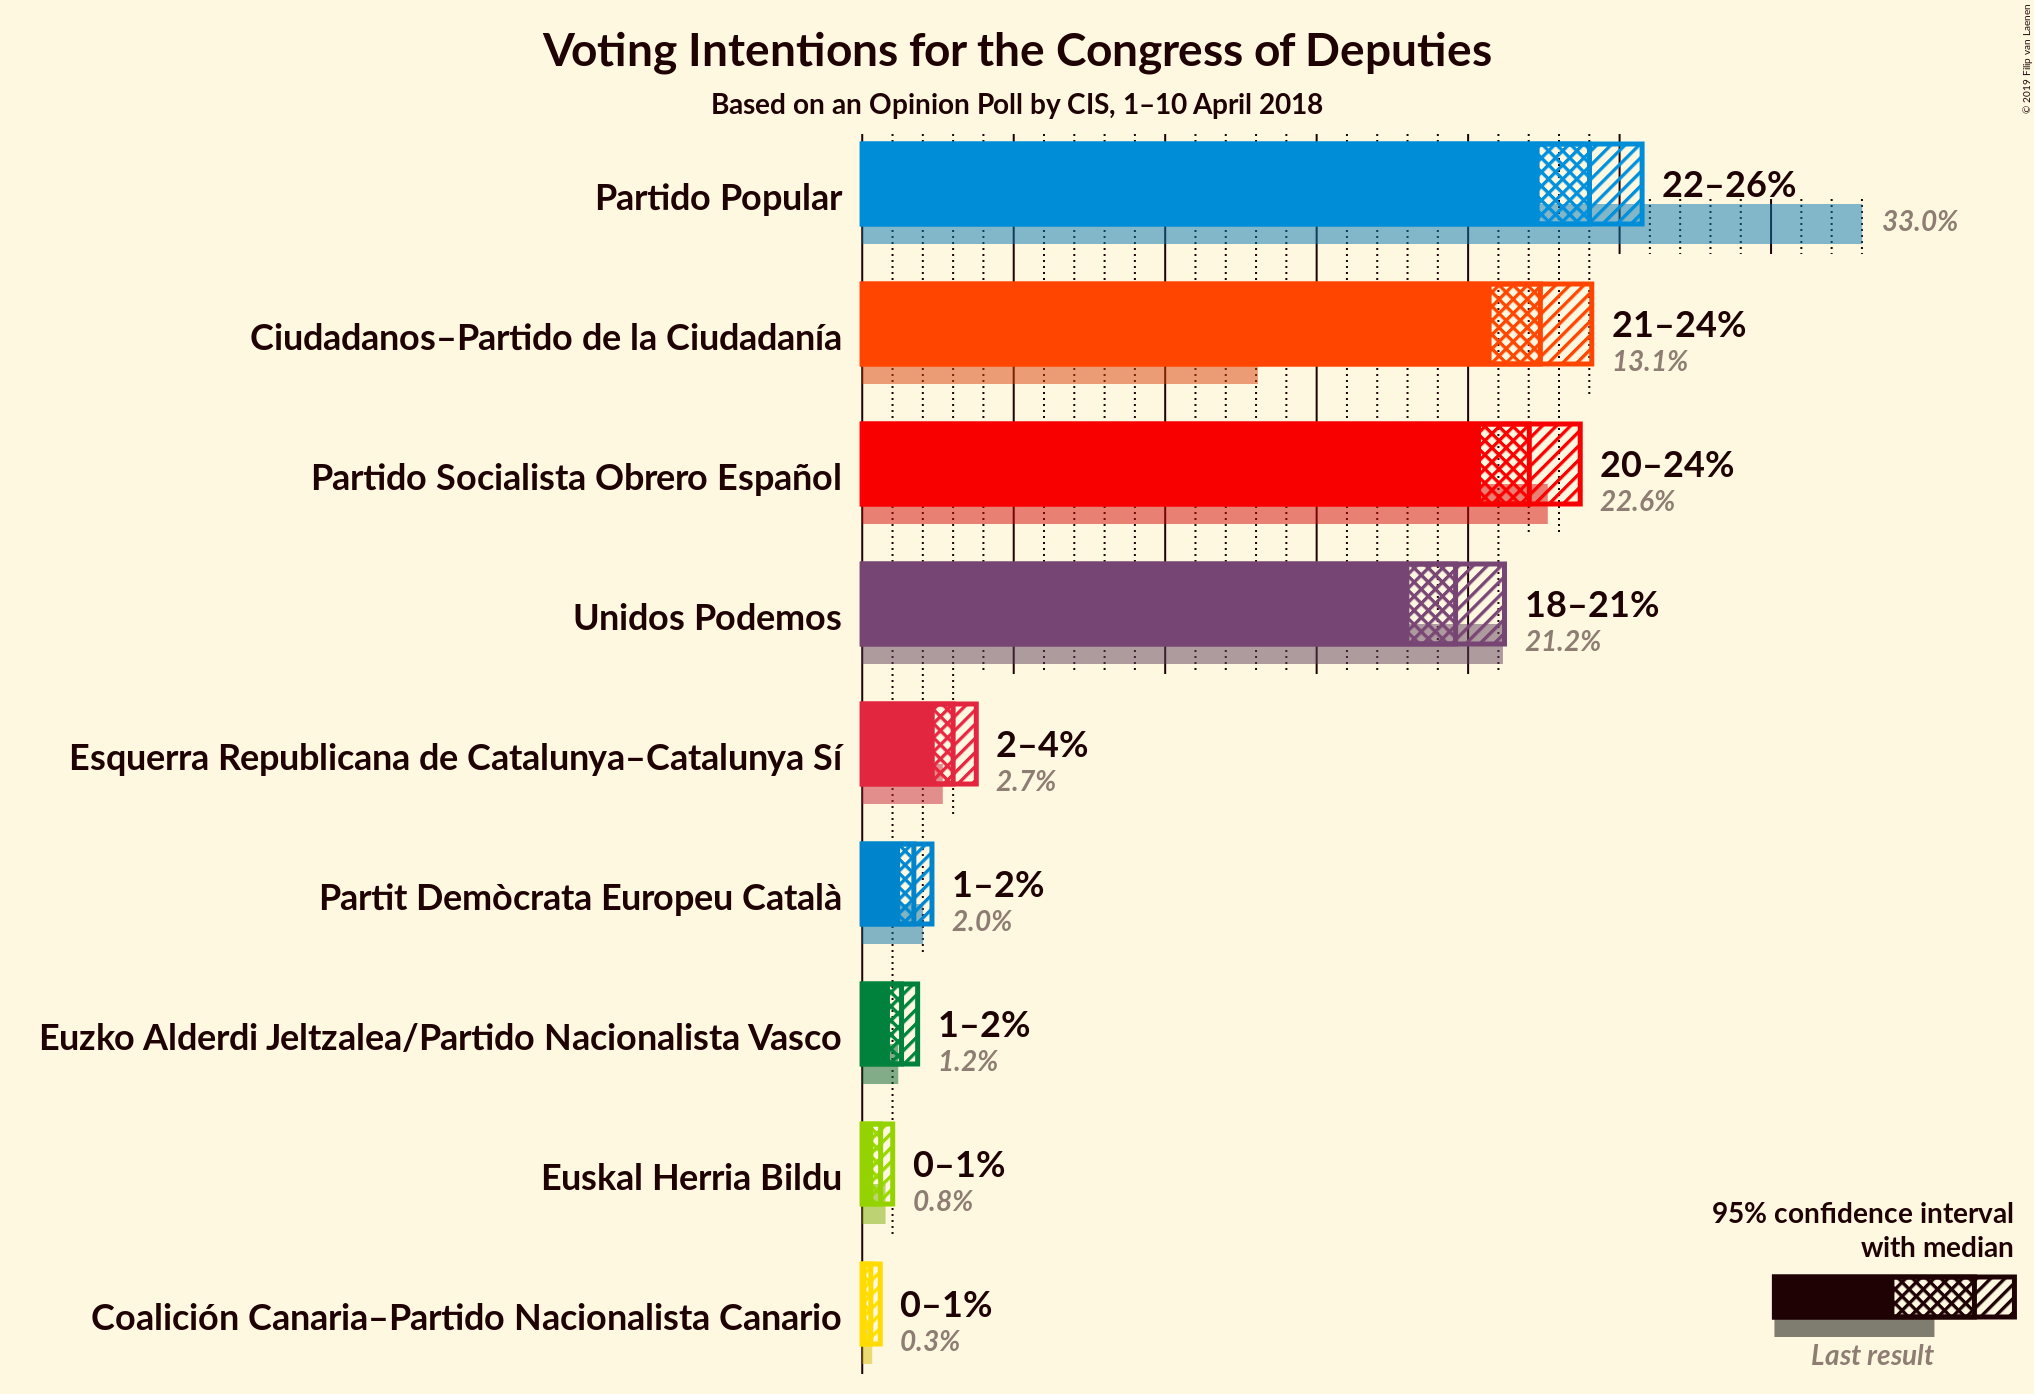 Voting Intentions for the Congress of Deputies
Based on an Opinion Poll by CIS, 1–10 April 2018
© 2019 Filip van Laenen
Partido Popular
22–26%
33.0%
Ciudadanos–Partido de la Ciudadanía
21–24%
13.1%
Partido Socialista Obrero Español
20–24%
22.6%
Unidos Podemos
18–21%
21.2%
Esquerra Republicana de Catalunya–Catalunya Sí
2–4%
2.7%
Partit Demòcrata Europeu Català
1–2%
2.0%
Euzko Alderdi Jeltzalea/Partido Nacionalista Vasco
1–2%
1.2%
Euskal Herria Bildu
0–1%
0.8%
Coalición Canaria–Partido Nacionalista Canario
0–1%
0.3%
95% confidence interval
with median
Last result